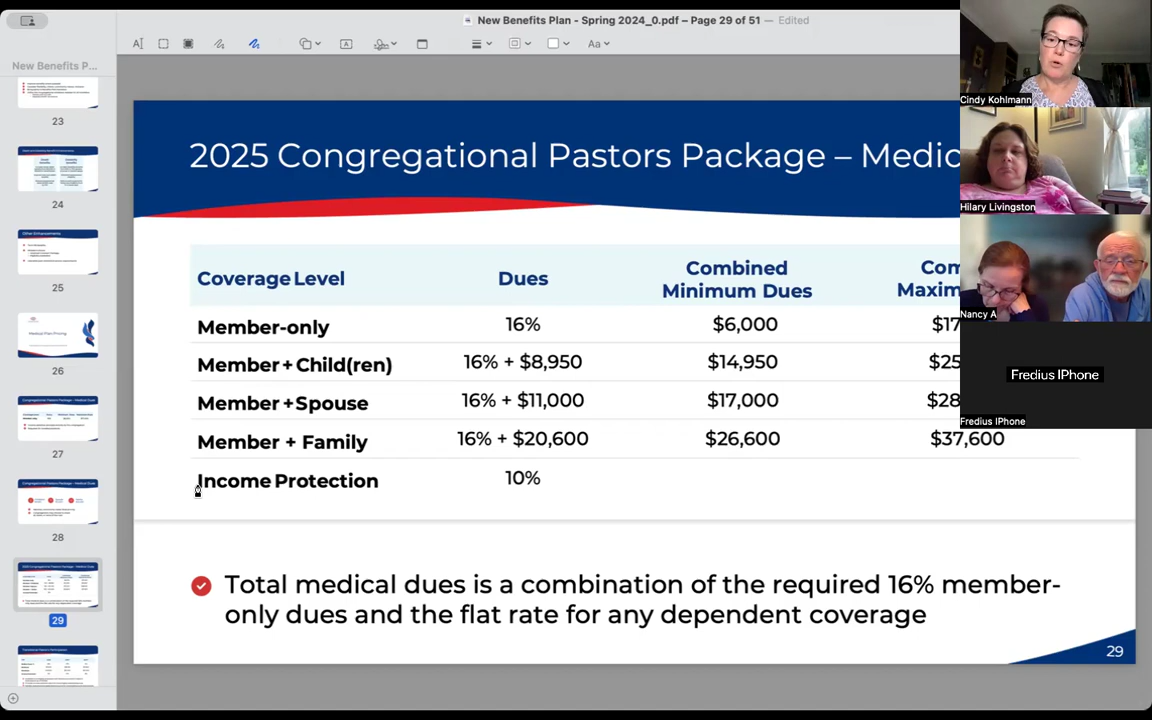 New Benefits Plan - Spring 2024_0.pdf – Page 29 of 51 — Edited
New Benefits P...
23
24
Other Enhancements
25
Medical Plan Pricing
26
27
28
29
2025 Congregational Pastors Package – Medic
Coverage Level Dues Combined Minimum Dues Com Maxim
Member-only 16% $6,000 $17
Member + Child(ren) 16% + $8,950 $14,950 $25
Member + Spouse 16% + $11,000 $17,000 $28
Member + Family 16% + $20,600 $26,600 $37,600
Income Protection 10%
Total medical dues is a combination of the required 16% member-
only dues and the flat rate for any dependent coverage
29
Cindy Kohlmann
Hilary Livingston
Nancy A
Fredius IPhone
Fredius IPhone